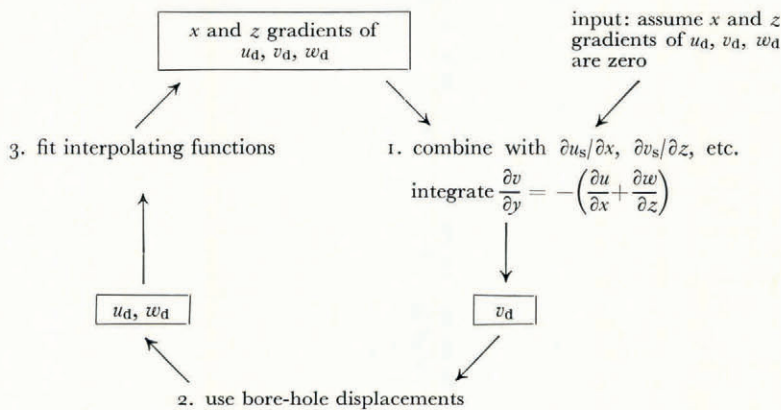 x and z gradients of
u_d, v_d, w_d
input: assume x and z
gradients of u_d, v_d, w_d
are zero
3. fit interpolating functions
1. combine with ∂u_s/∂x, ∂v_s/∂z, etc.
integrate ∂v/∂y = −(∂u/∂x + ∂w/∂z)
u_d, w_d
v_d
2. use bore-hole displacements